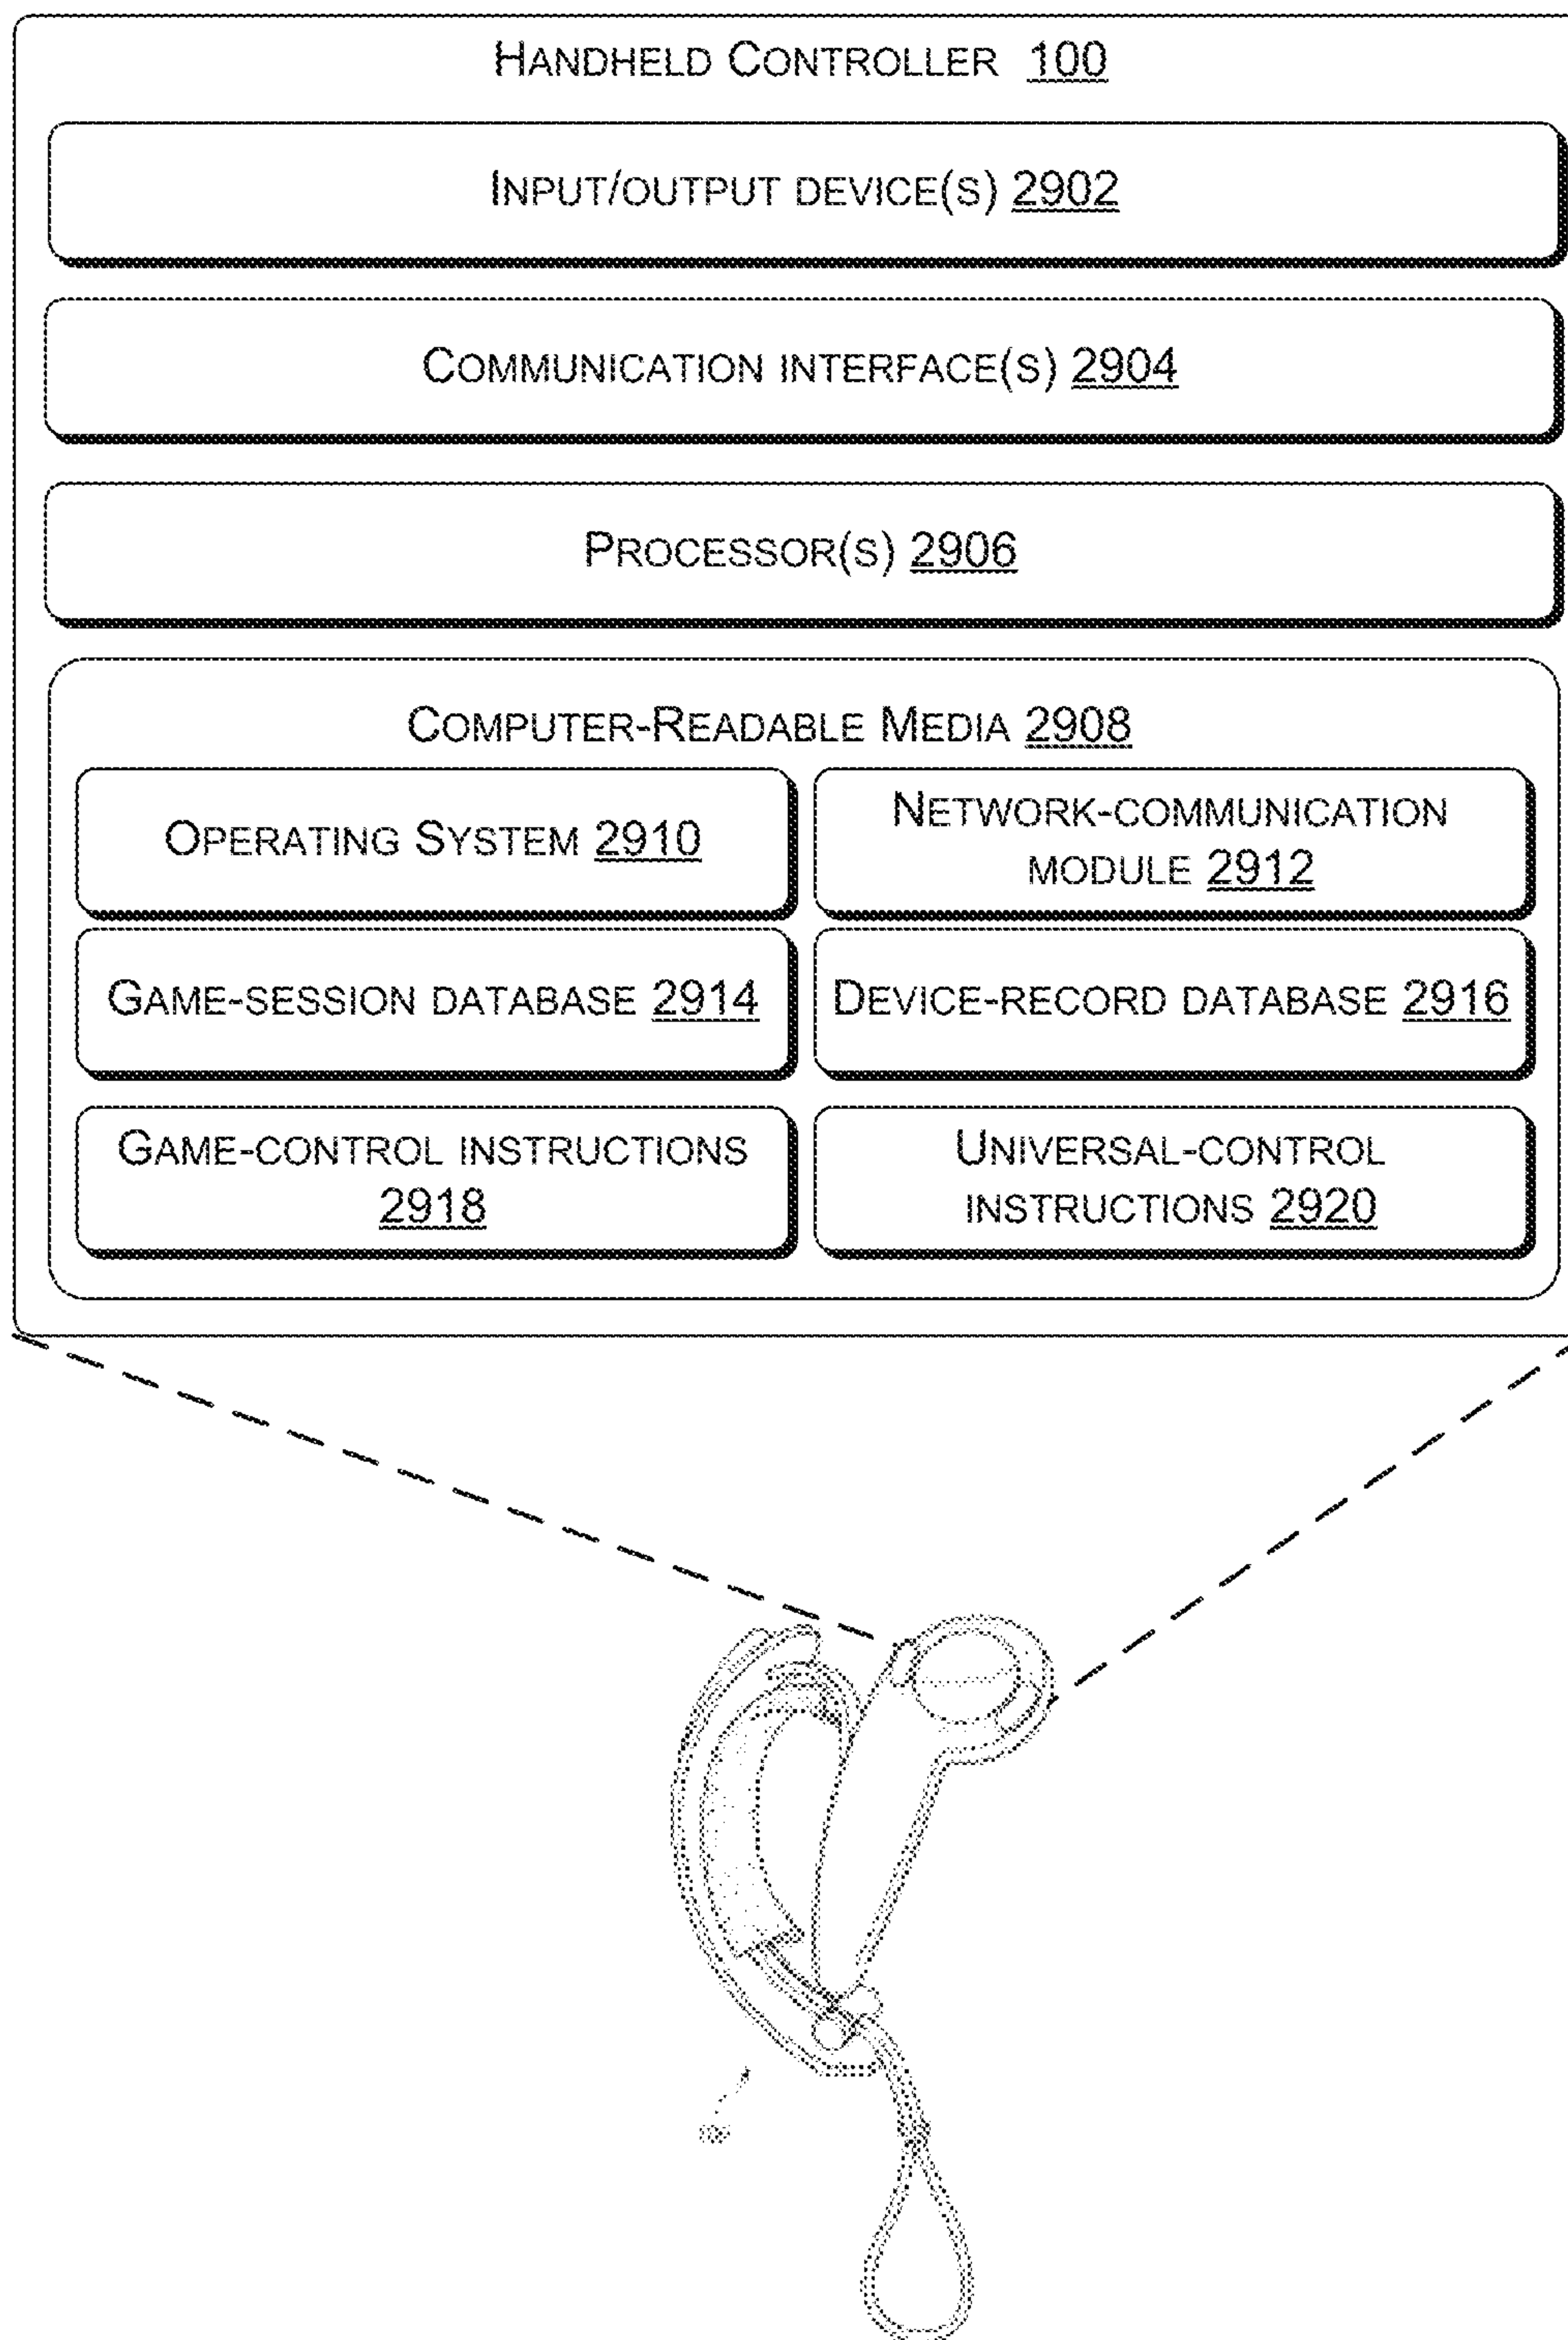 HANDHELD CONTROLLER 100
INPUT/OUTPUT DEVICE(S) 2902
COMMUNICATION INTERFACE(S) 2904
PROCESSOR(S) 2906
COMPUTER-READABLE MEDIA 2908
OPERATING SYSTEM 2910
NETWORK-COMMUNICATION
MODULE 2912
GAME-SESSION DATABASE 2914
DEVICE-RECORD DATABASE 2916
GAME-CONTROL INSTRUCTIONS
2918
UNIVERSAL-CONTROL
INSTRUCTIONS 2920